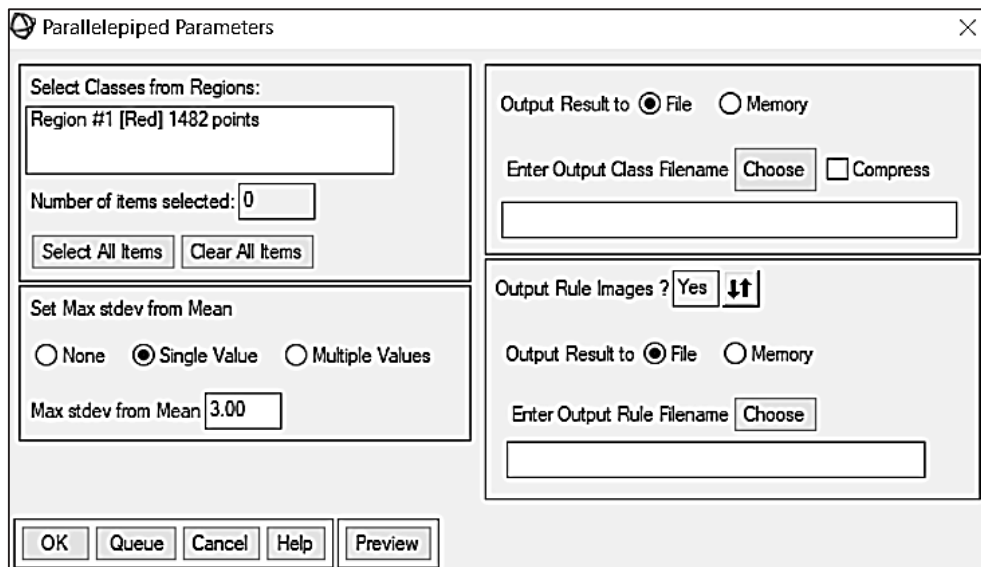 Parallelepiped Parameters
Select Classes from Regions:
Region #1 [Red] 1482 points
Number of items selected: 0
Select All Items Clear All Items
Set Max stdev from Mean
None Single Value Multiple Values
Max stdev from Mean 3.00
Output Result to File Memory
Enter Output Class Filename Choose Compress
Output Rule Images ? Yes
Output Result to File Memory
Enter Output Rule Filename Choose
OK Queue Cancel Help Preview